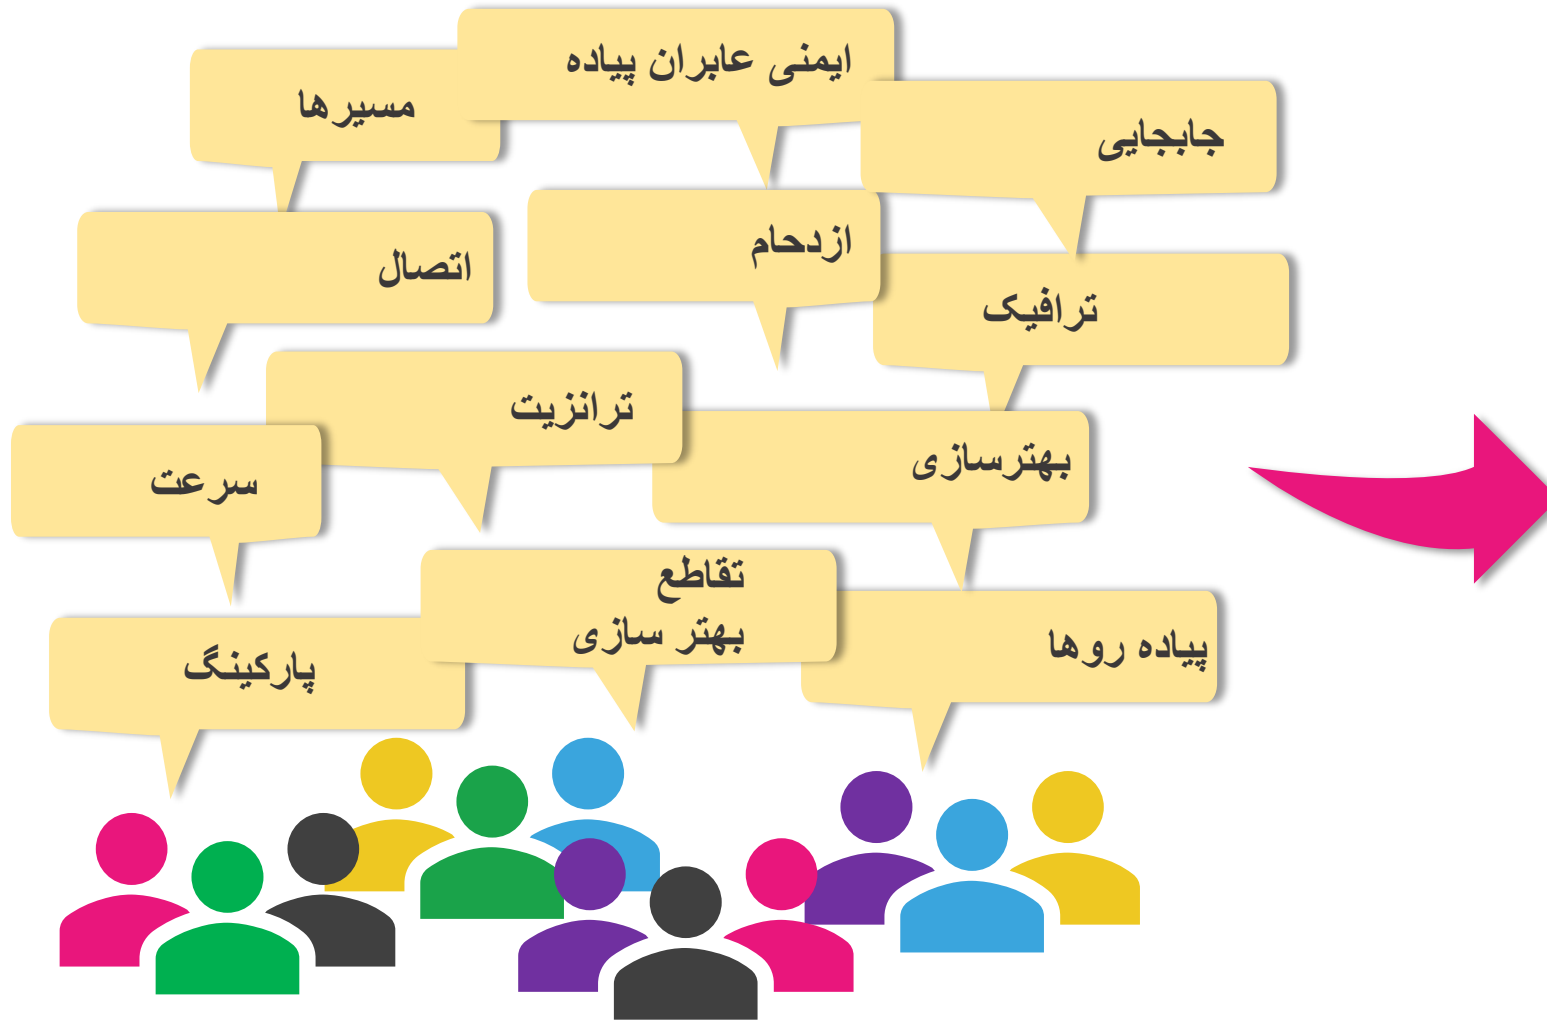 ایمنی عابران پیاده
مسیرها
جابجایی
ازدحام
اتصال
ترافیک
ترانزیت
بهترسازی
سرعت
تقاطع
بهتر سازی
پیاده روها
پارکینگ